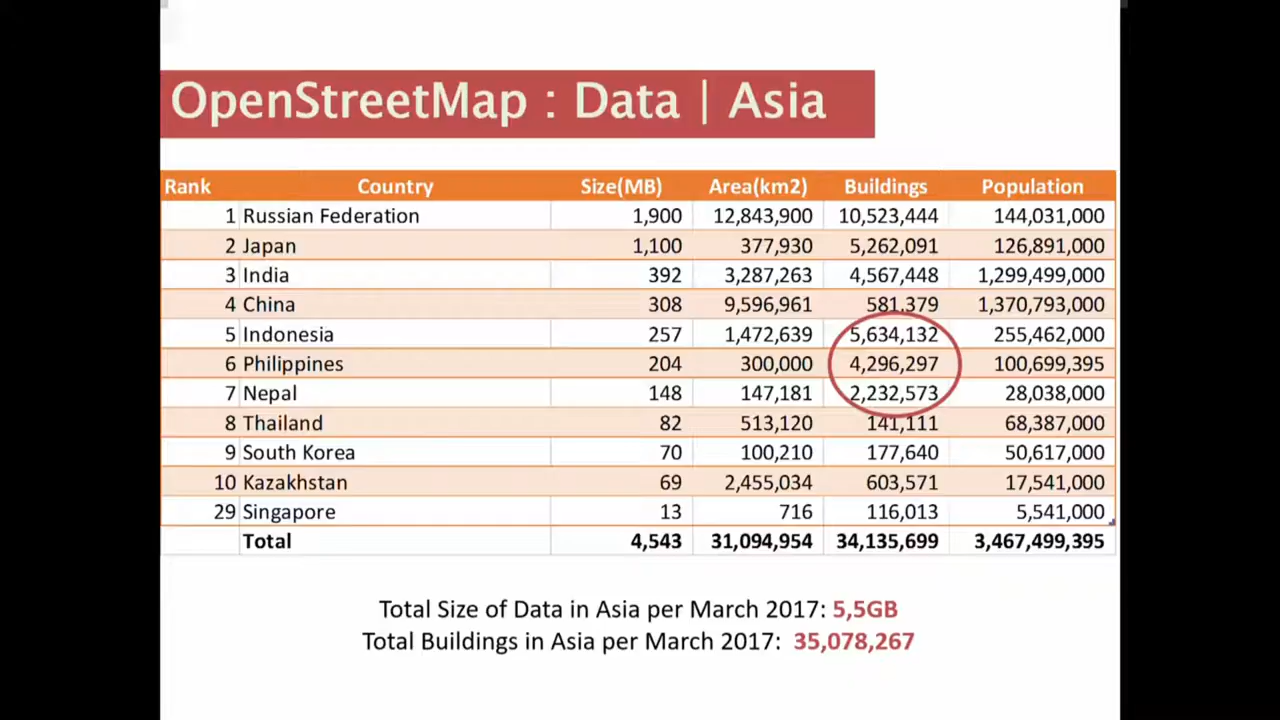 OpenStreetMap : Data | Asia
Rank Country Size(MB) Area(km2) Buildings Population
1 Russian Federation 1,900 12,843,900 10,523,444 144,031,000
2 Japan 1,100 377,930 5,262,091 126,891,000
3 India 392 3,287,263 4,567,448 1,299,499,000
4 China 308 9,596,961 581,379 1,370,793,000
5 Indonesia 257 1,472,639 5,634,132 255,462,000
6 Philippines 204 300,000 4,296,297 100,699,395
7 Nepal 148 147,181 2,232,573 28,038,000
8 Thailand 82 513,120 141,111 68,387,000
9 South Korea 70 100,210 177,640 50,617,000
10 Kazakhstan 69 2,455,034 603,571 17,541,000
29 Singapore 13 716 116,013 5,541,000
Total 4,543 31,094,954 34,135,699 3,467,499,395
Total Size of Data in Asia per March 2017: 5,5GB
Total Buildings in Asia per March 2017: 35,078,267